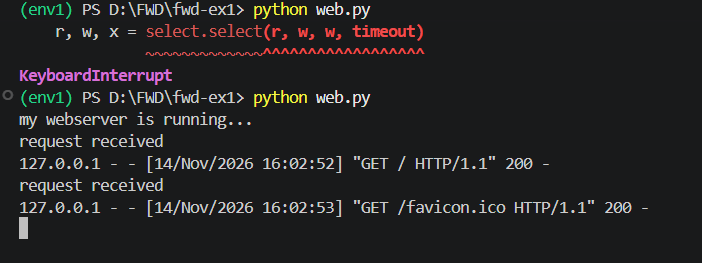 (env1) PS D:\FWD\fwd-ex1> python web.py
    r, w, x = select.select(r, w, w, timeout)
              ~~~~~~~~~~~~~^^^^^^^^^^^^^^^^^^
KeyboardInterrupt
(env1) PS D:\FWD\fwd-ex1> python web.py
my webserver is running...
request received
127.0.0.1 - - [14/Nov/2026 16:02:52] "GET / HTTP/1.1" 200 -
request received
127.0.0.1 - - [14/Nov/2026 16:02:53] "GET /favicon.ico HTTP/1.1" 200 -